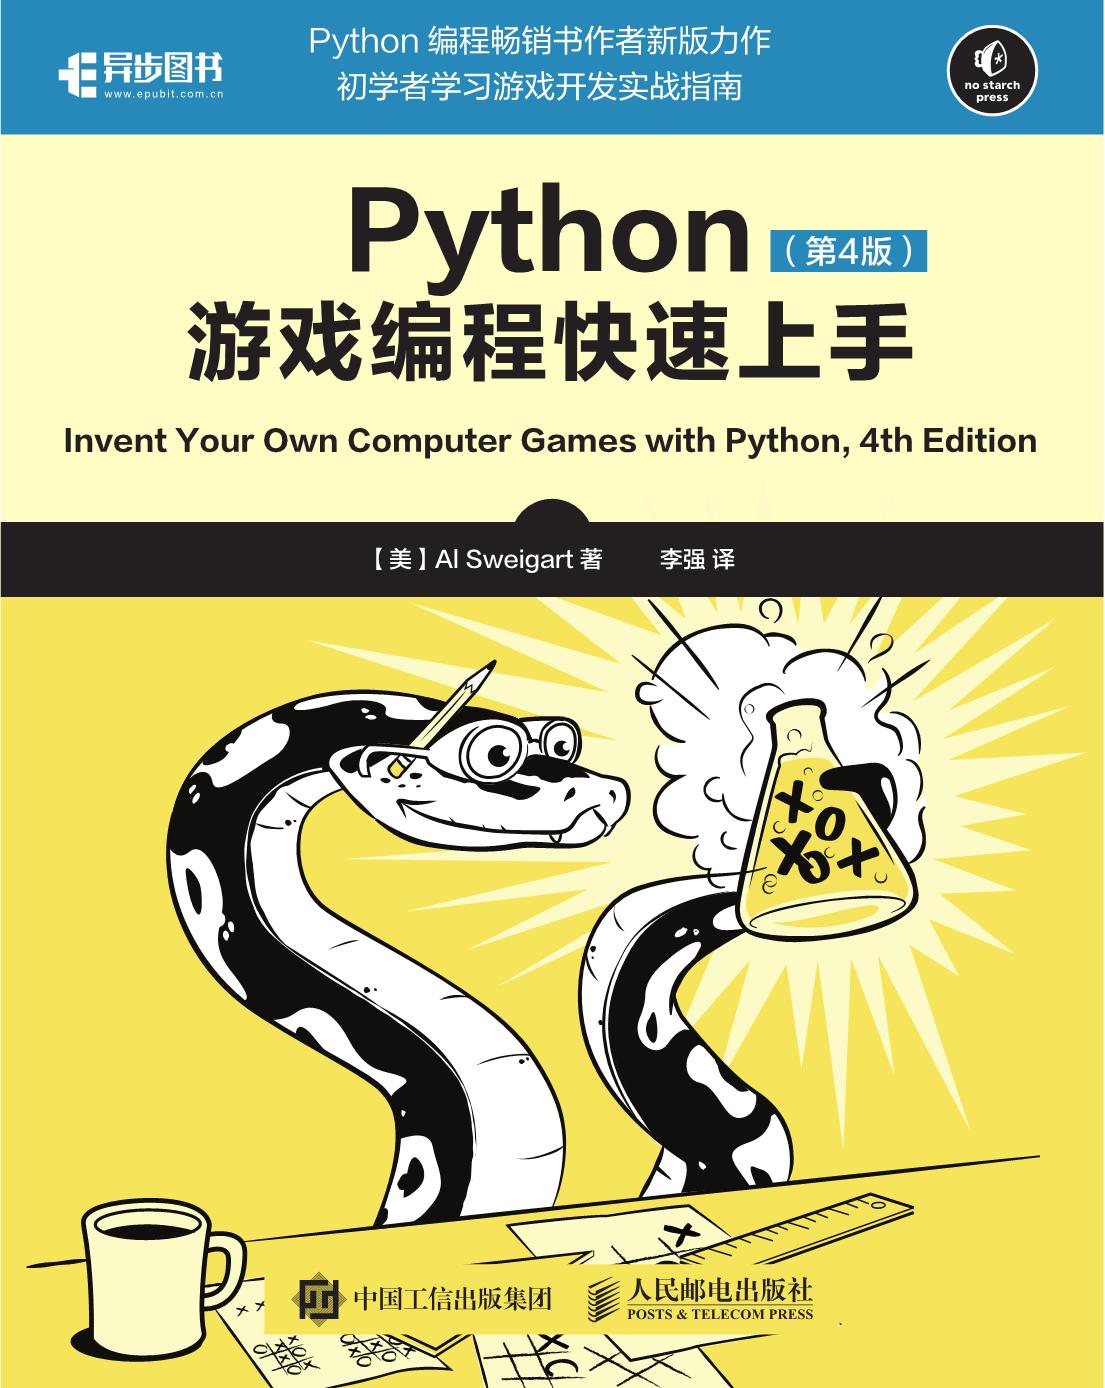 异步图书
www.epubit.com.cn
Python 编程畅销书作者新版力作
初学者学习游戏开发实战指南
no starch
press
Python
（第4版）
游戏编程快速上手
Invent Your Own Computer Games with Python, 4th Edition
【美】Al Sweigart 著 李强 译
X
O
X
O
X
X
中国工信出版集团
人民邮电出版社
POSTS & TELECOM PRESS